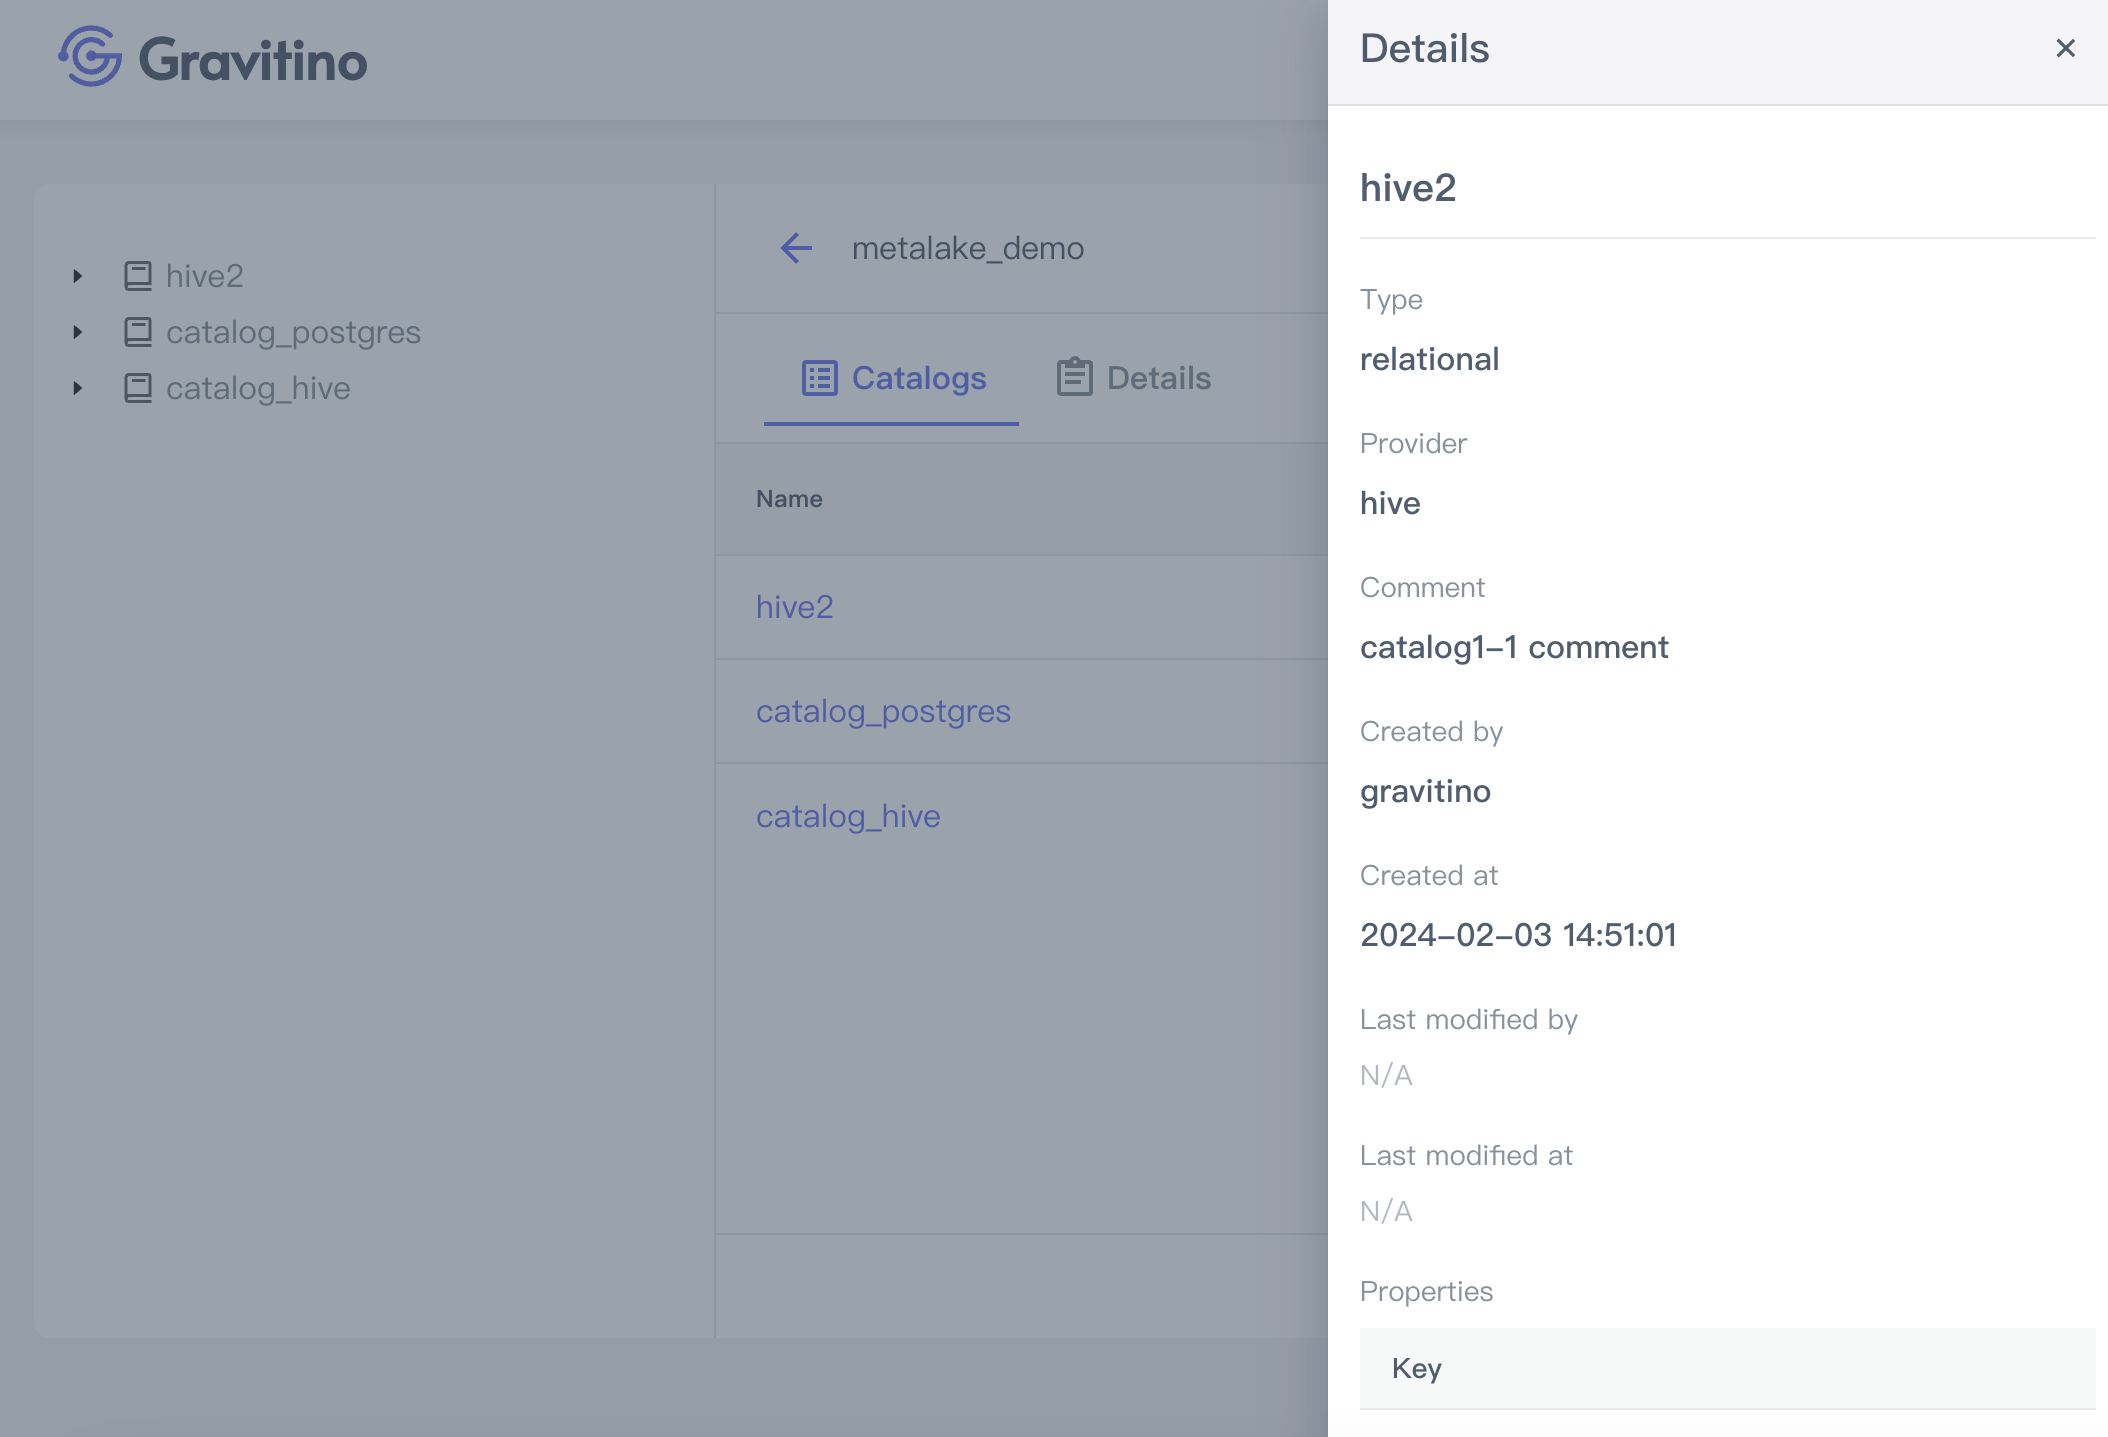 Gravitino
hive2
catalog_postgres
catalog_hive
metalake_demo
Catalogs
Details
Name
hive2
catalog_postgres
catalog_hive
Details
hive2
Type
relational
Provider
hive
Comment
catalog1-1 comment
Created by
gravitino
Created at
2024-02-03 14:51:01
Last modified by
N/A
Last modified at
N/A
Properties
Key